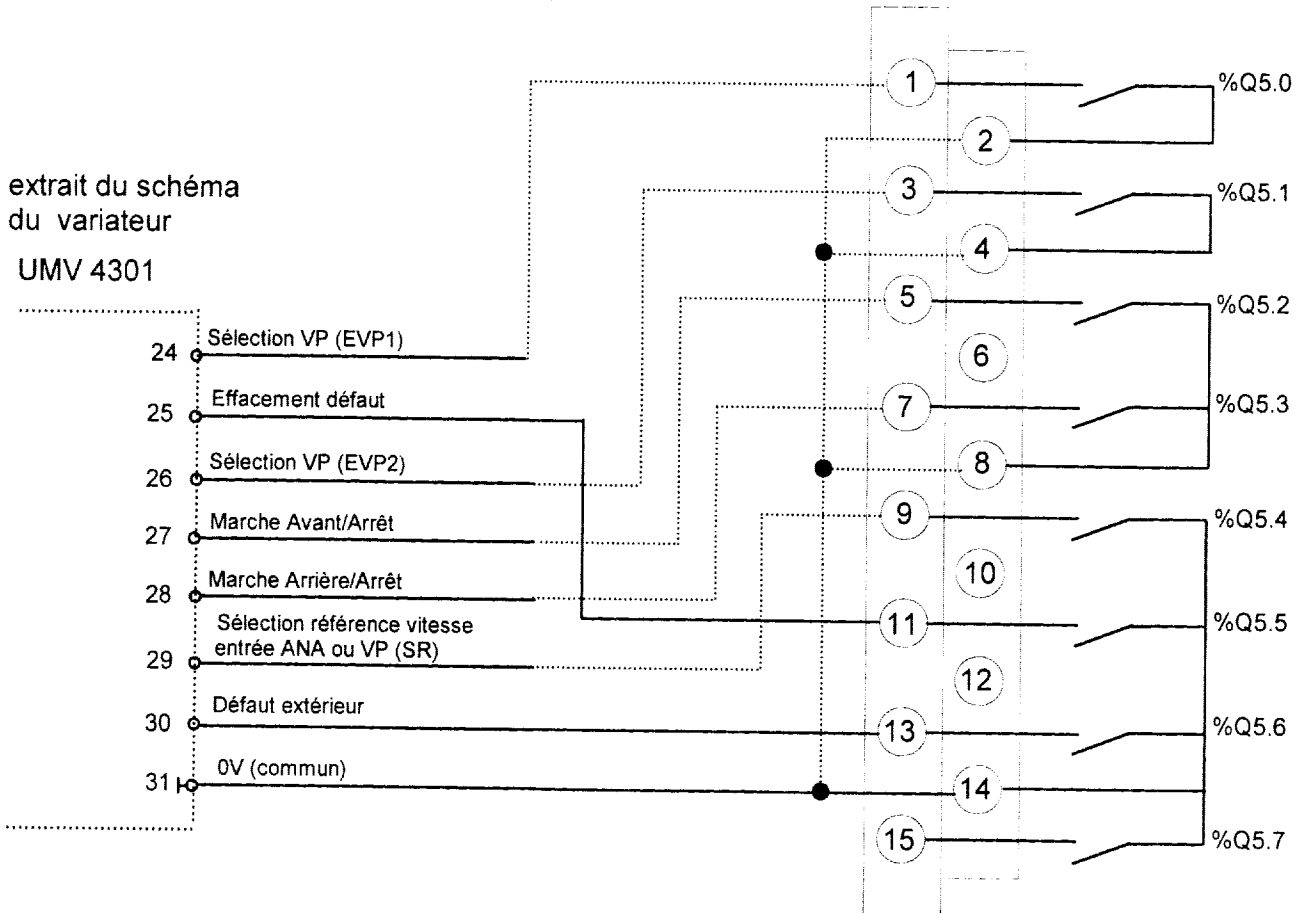 extrait du schéma
du variateur
UMV 4301
24 Sélection VP (EVP1)
25 Effacement défaut
26 Sélection VP (EVP2)
27 Marche Avant/Arrêt
28 Marche Arrière/Arrêt
Sélection référence vitesse
29 entrée ANA ou VP (SR)
30 Défaut extérieur
31 0V (commun)
1 %Q5.0
2
3 %Q5.1
4
5 %Q5.2
6
7 %Q5.3
8
9 %Q5.4
10
11 %Q5.5
12
13 %Q5.6
14
15 %Q5.7